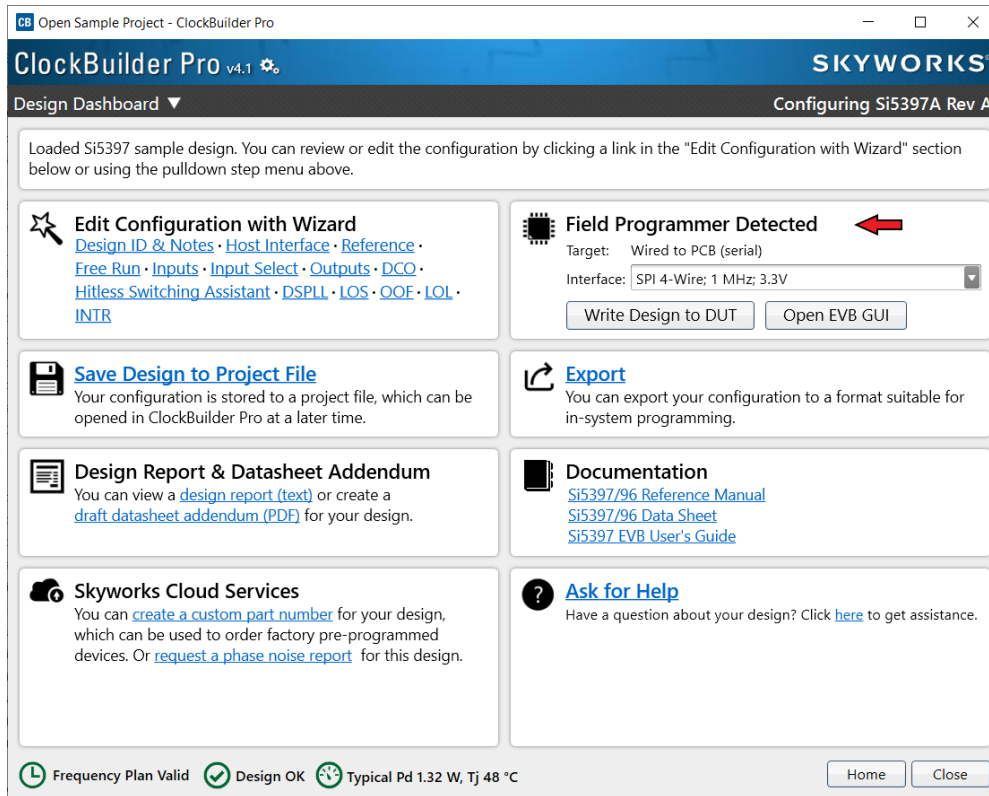 CB Open Sample Project - ClockBuilder Pro
ClockBuilder Pro v4.1
SKYWORKS
Design Dashboard ▼
Configuring Si5397A Rev A
Loaded Si5397 sample design. You can review or edit the configuration by clicking a link in the "Edit Configuration with Wizard" section
below or using the pulldown step menu above.
Edit Configuration with Wizard
Design ID & Notes · Host Interface · Reference ·
Free Run · Inputs · Input Select · Outputs · DCO ·
Hitless Switching Assistant · DSPLL · LOS · OOF · LOL ·
INTR
Field Programmer Detected
Target: Wired to PCB (serial)
Interface: SPI 4-Wire; 1 MHz; 3.3V
Write Design to DUT
Open EVB GUI
Save Design to Project File
Your configuration is stored to a project file, which can be
opened in ClockBuilder Pro at a later time.
Export
You can export your configuration to a format suitable for
in-system programming.
Design Report & Datasheet Addendum
You can view a design report (text) or create a
draft datasheet addendum (PDF) for your design.
Documentation
Si5397/96 Reference Manual
Si5397/96 Data Sheet
Si5397 EVB User's Guide
Skyworks Cloud Services
You can create a custom part number for your design,
which can be used to order factory pre-programmed
devices. Or request a phase noise report for this design.
? Ask for Help
Have a question about your design? Click here to get assistance.
Frequency Plan Valid
Design OK
Typical Pd 1.32 W, Tj 48 °C
Home
Close